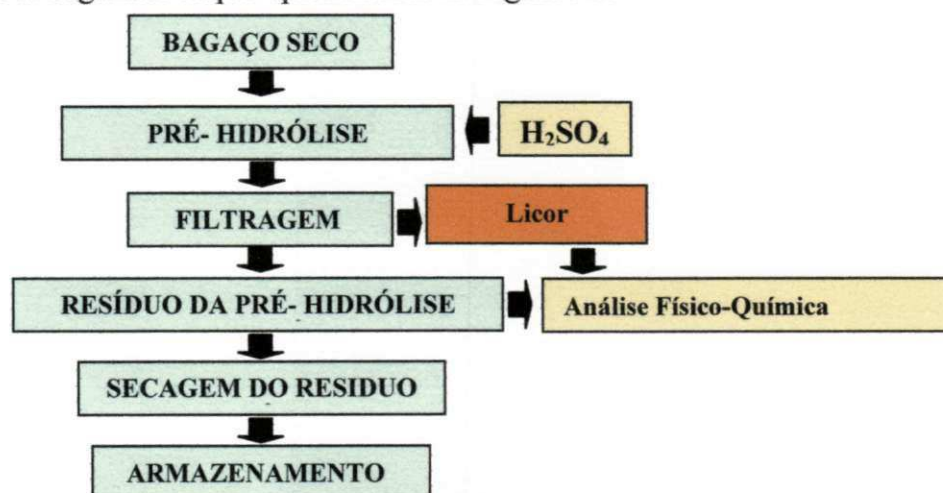 BAGAÇO SECO
PRÉ- HIDRÓLISE
H₂SO₄
FILTRAGEM
Licor
RESÍDUO DA PRÉ- HIDRÓLISE
Análise Físico-Química
SECAGEM DO RESIDUO
ARMAZENAMENTO